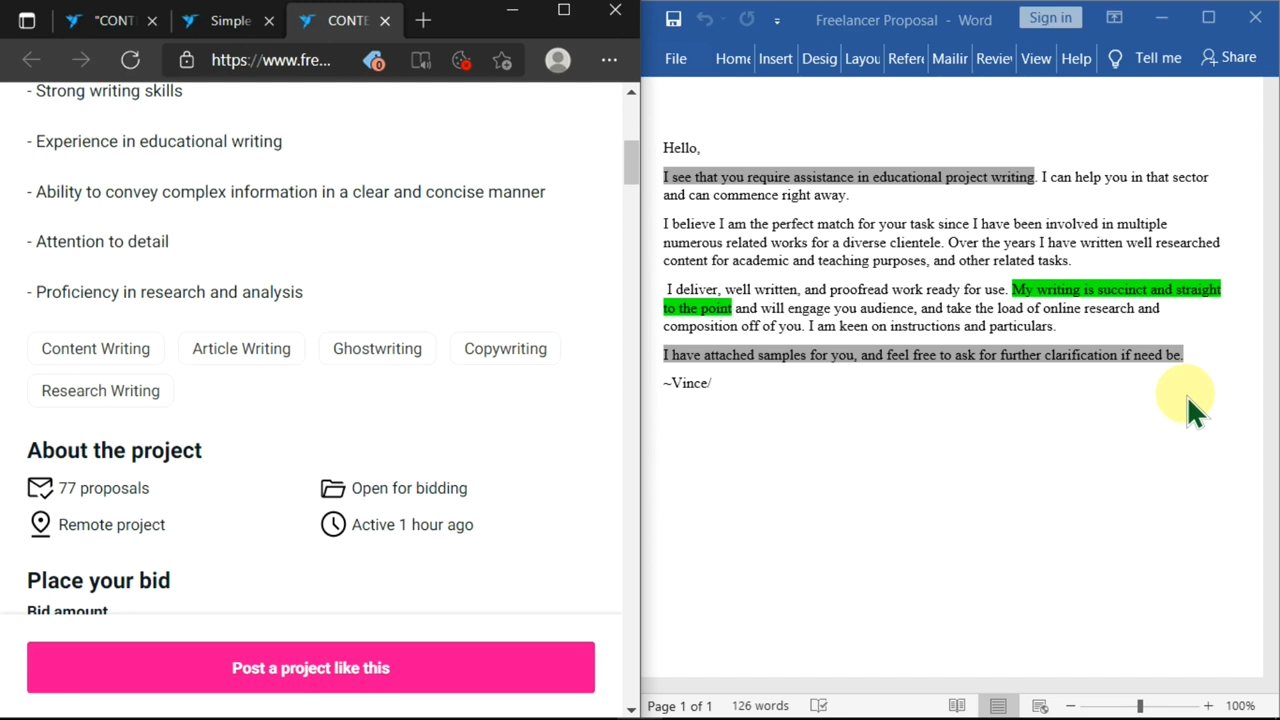 "CONT
Simple
CONTE
https://www.fre...
- Strong writing skills
- Experience in educational writing
- Ability to convey complex information in a clear and concise manner
- Attention to detail
- Proficiency in research and analysis
Content Writing
Article Writing
Ghostwriting
Copywriting
Research Writing
About the project
77 proposals
Open for bidding
Remote project
Active 1 hour ago
Place your bid
Bid amount
Post a project like this
Freelancer Proposal - Word
Sign in
File Home Insert Desig Layou Refere Mailin Review View Help Tell me Share
Hello,
I see that you require assistance in educational project writing. I can help you in that sector
and can commence right away.
I believe I am the perfect match for your task since I have been involved in multiple
numerous related works for a diverse clientele. Over the years I have written well researched
content for academic and teaching purposes, and other related tasks.
I deliver, well written, and proofread work ready for use. My writing is succinct and straight
to the point and will engage you audience, and take the load of online research and
composition off of you. I am keen on instructions and particulars.
I have attached samples for you, and feel free to ask for further clarification if need be.
~Vince/
Page 1 of 1
126 words
100%